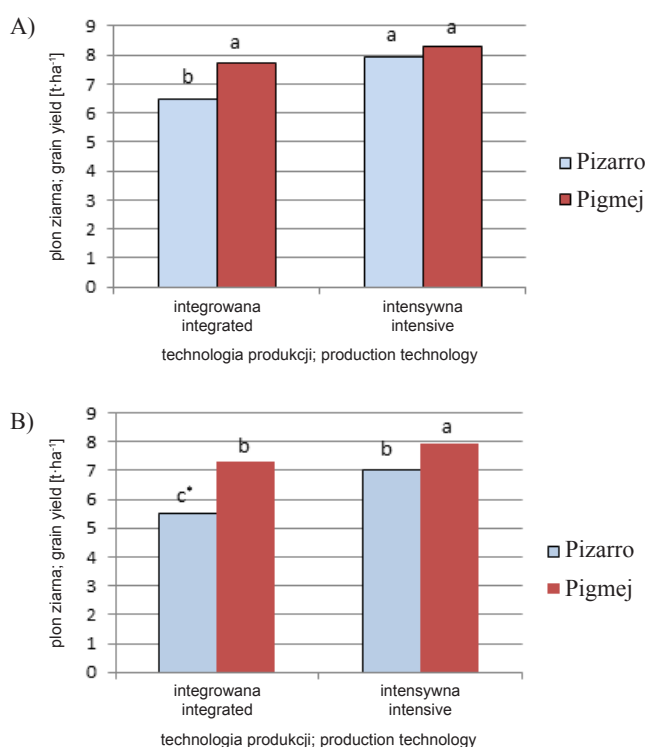 A)
plon ziarna; grain yield [t·ha⁻¹]
9
8
7
6
5
4
3
2
1
0
b
a
a
a
integrowana
integrated
intensywna
intensive
technologia produkcji; production technology
Pizarro
Pigmej
B)
plon ziarna; grain yield [t·ha⁻¹]
9
8
7
6
5
4
3
2
1
0
c*
b
b
a
integrowana
integrated
intensywna
intensive
technologia produkcji; production technology
Pizarro
Pigmej